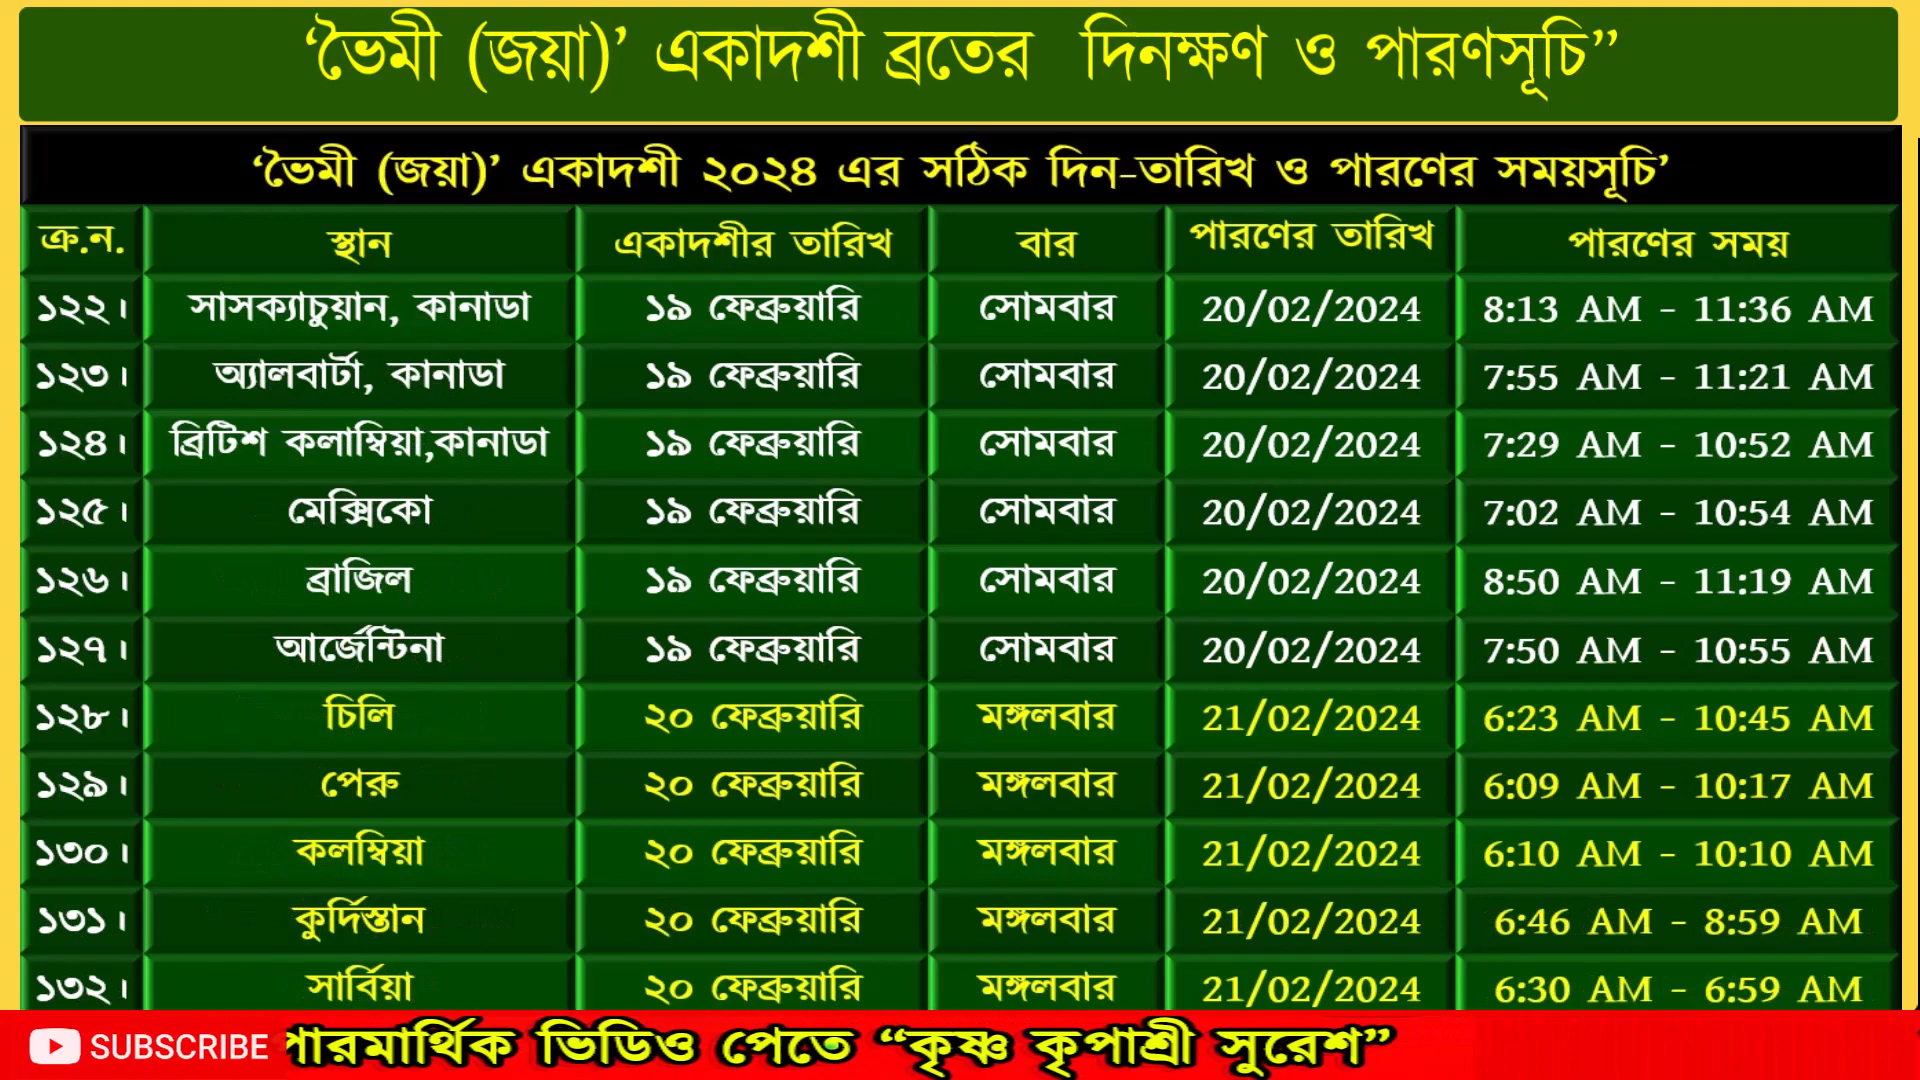 ‘ভৈমী (জয়া)’ একাদশী ব্রতের দিনক্ষণ ও পারণসূচি”
‘ভৈমী (জয়া)’ একাদশী ২০২৪ এর সঠিক দিন-তারিখ ও পারণের সময়সূচি’
ক্র.ন. স্থান একাদশীর তারিখ বার পারণের তারিখ পারণের সময়
১২২। সাসক্যাচুয়ান, কানাডা ১৯ ফেব্রুয়ারি সোমবার 20/02/2024 8:13 AM - 11:36 AM
১২৩। অ্যালবার্টা, কানাডা ১৯ ফেব্রুয়ারি সোমবার 20/02/2024 7:55 AM - 11:21 AM
১২৪। ব্রিটিশ কলাম্বিয়া,কানাডা ১৯ ফেব্রুয়ারি সোমবার 20/02/2024 7:29 AM - 10:52 AM
১২৫। মেক্সিকো ১৯ ফেব্রুয়ারি সোমবার 20/02/2024 7:02 AM - 10:54 AM
১২৬। ব্রাজিল ১৯ ফেব্রুয়ারি সোমবার 20/02/2024 8:50 AM - 11:19 AM
১২৭। আর্জেন্টিনা ১৯ ফেব্রুয়ারি সোমবার 20/02/2024 7:50 AM - 10:55 AM
১২৮। চিলি ২০ ফেব্রুয়ারি মঙ্গলবার 21/02/2024 6:23 AM - 10:45 AM
১২৯। পেরু ২০ ফেব্রুয়ারি মঙ্গলবার 21/02/2024 6:09 AM - 10:17 AM
১৩০। কলম্বিয়া ২০ ফেব্রুয়ারি মঙ্গলবার 21/02/2024 6:10 AM - 10:10 AM
১৩১। কুর্দিস্তান ২০ ফেব্রুয়ারি মঙ্গলবার 21/02/2024 6:46 AM - 8:59 AM
১৩২। সার্বিয়া ২০ ফেব্রুয়ারি মঙ্গলবার 21/02/2024 6:30 AM - 6:59 AM
SUBSCRIBE পারমার্থিক ভিডিও পেতে “কৃষ্ণ কৃপাশ্রী সুরেশ”